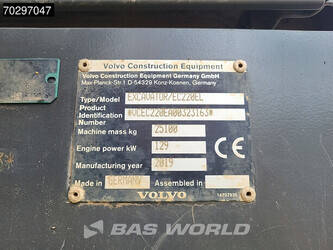 70297047
Volvo Construction Equipment
Volvo Construction Equipment Germany GmbH
Max-Planck-Str.1 D-54329 Konz-Koenen, Germany
Type/Model EXCAVATOR/EC220EL
Product Identification Number *VCEC220EA00323163*
Machine mass kg 25100
Engine power kW 129
Manufacturing year 2019
CE
Made in GERMANY Assembled in
VOLVO
BAS WORLD